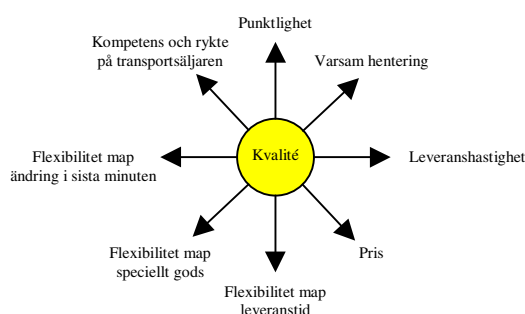 Punktlighet
Kompetens och rykte
på transportsäljaren
Varsam hentering
Kvalité
Flexibilitet map
ändring i sista minuten
Leveranshastighet
Flexibilitet map
speciellt gods
Pris
Flexibilitet map
leveranstid